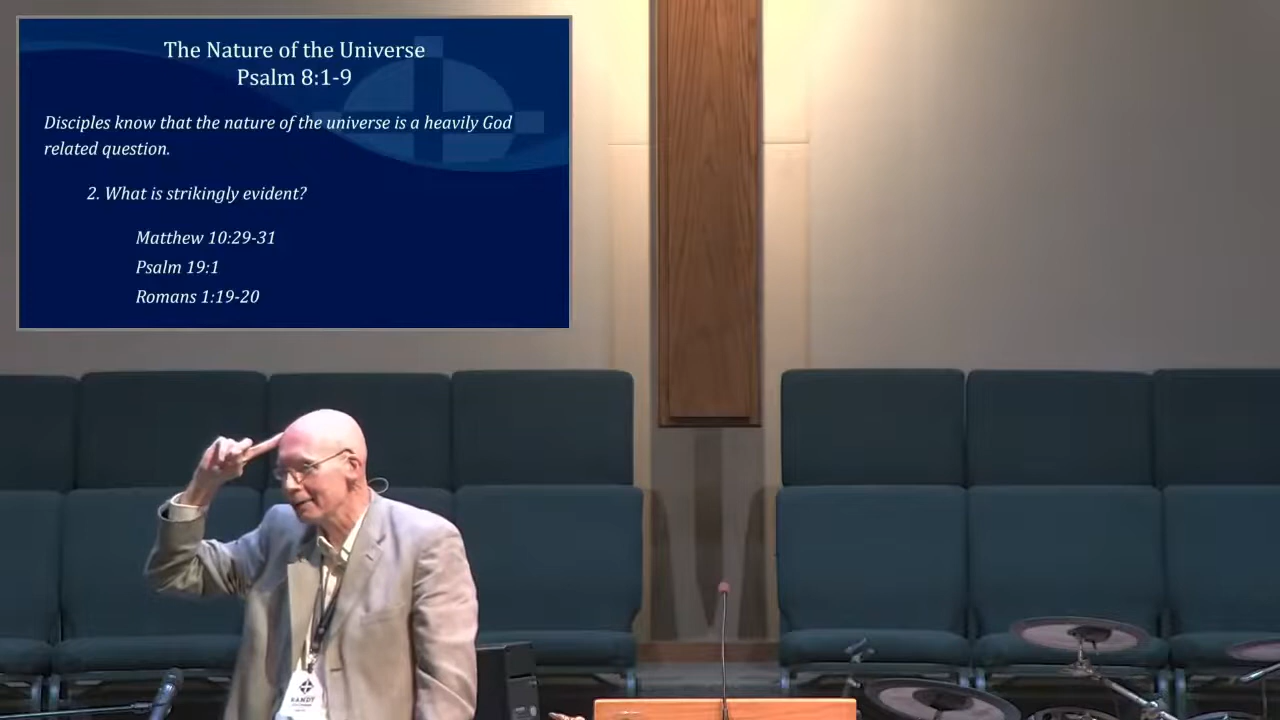 The Nature of the Universe
Psalm 8:1-9
Disciples know that the nature of the universe is a heavily God
related question.
2. What is strikingly evident?
Matthew 10:29-31
Psalm 19:1
Romans 1:19-20
RANDY